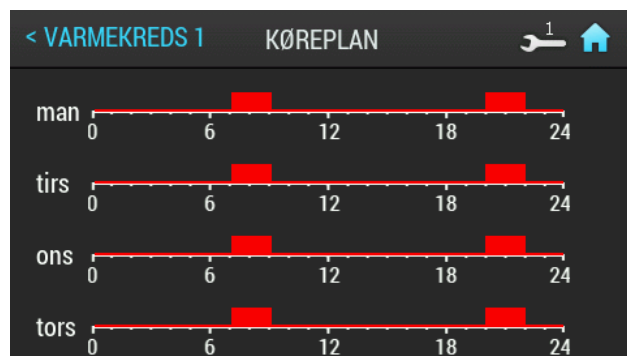 < VARMEKREDS 1 KØREPLAN 1
man
0 6 12 18 24
tirs
0 6 12 18 24
ons
0 6 12 18 24
tors
0 6 12 18 24